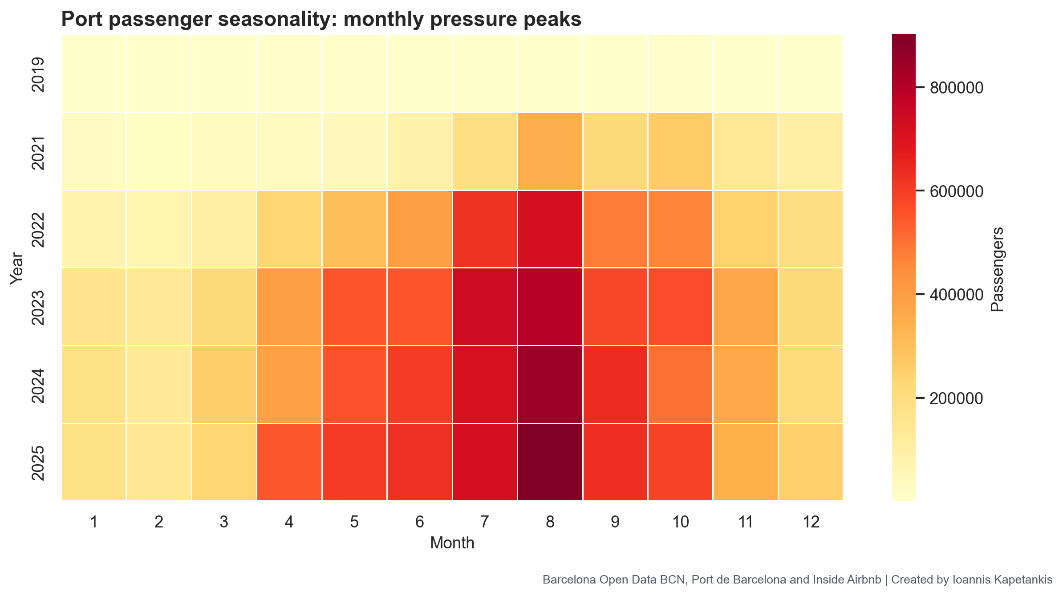 Port passenger seasonality: monthly pressure peaks
2019
2021
2022
2023
2024
2025
Year
1 2 3 4 5 6 7 8 9 10 11 12
Month
800000
600000
400000
200000
Passengers
Barcelona Open Data BCN, Port de Barcelona and Inside Airbnb | Created by Ioannis Kapetankis